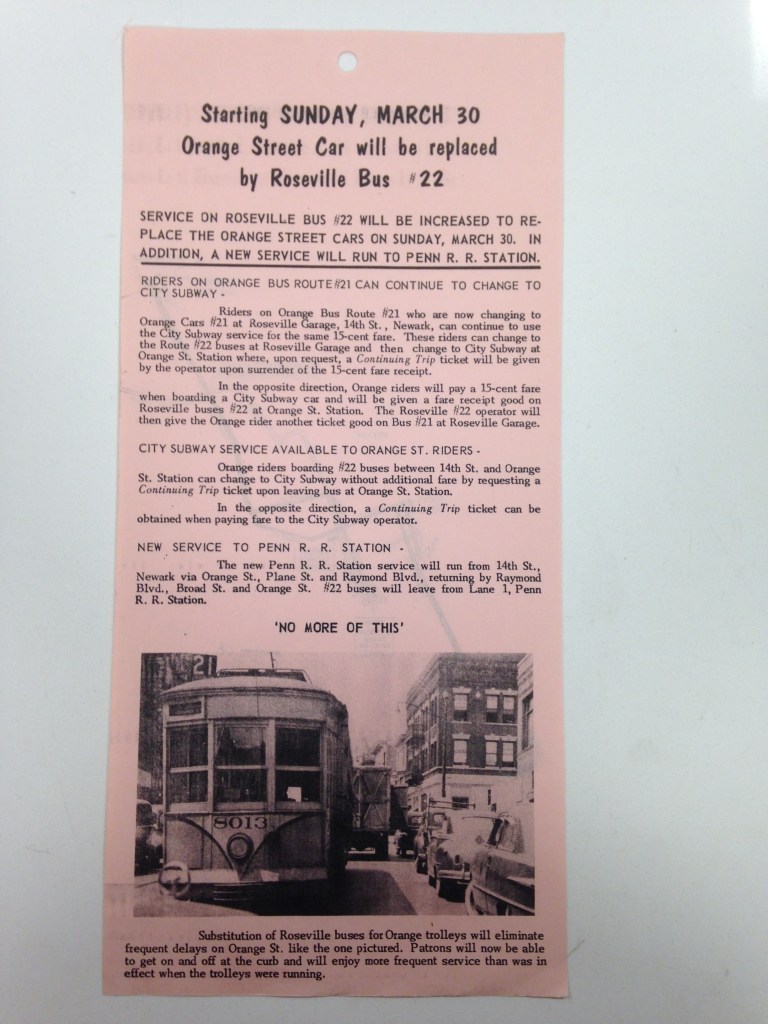 Starting SUNDAY, MARCH 30
Orange Street Car will be replaced
by Roseville Bus #22
SERVICE ON ROSEVILLE BUS #22 WILL BE INCREASED TO RE-
PLACE THE ORANGE STREET CARS ON SUNDAY, MARCH 30. IN
ADDITION, A NEW SERVICE WILL RUN TO PENN R. R. STATION.
RIDERS ON ORANGE BUS ROUTE #21 CAN CONTINUE TO CHANGE TO
CITY SUBWAY -
Riders on Orange Bus Route #21 who are now changing to
Orange Cars #21 at Roseville Garage, 14th St., Newark, can continue to use
the City Subway service for the same 15-cent fare. These riders can change to
the Route #22 buses at Roseville Garage and then change to City Subway at
Orange St. Station where, upon request, a Continuing Trip ticket will be given
by the operator upon surrender of the 15-cent fare receipt.
In the opposite direction, Orange riders will pay a 15-cent fare
when boarding a City Subway car and will be given a fare receipt good on
Roseville buses #22 at Orange St. Station. The Roseville #22 operator will
then give the Orange rider another ticket good on Bus #21 at Roseville Garage.
CITY SUBWAY SERVICE AVAILABLE TO ORANGE ST. RIDERS -
Orange riders boarding #22 buses between 14th St. and Orange
St. Station can change to City Subway without additional fare by requesting a
Continuing Trip ticket upon leaving bus at Orange St. Station.
In the opposite direction, a Continuing Trip ticket can be
obtained when paying fare to the City Subway operator.
NEW SERVICE TO PENN R. R. STATION -
The new Penn R. R. Station service will run from 14th St.,
Newark via Orange St., Plane St. and Raymond Blvd., returning by Raymond
Blvd., Broad St. and Orange St. #22 buses will leave from Lane 1, Penn
R. R. Station.
'NO MORE OF THIS'
21
8013
Substitution of Roseville buses for Orange trolleys will eliminate
frequent delays on Orange St. like the one pictured. Patrons will now be able
to get on and off at the curb and will enjoy more frequent service than was in
effect when the trolleys were running.